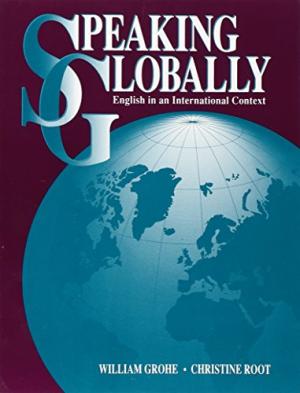 SPEAKING
GLOBALLY
English in an International Context
WILLIAM GROHE • CHRISTINE ROOT